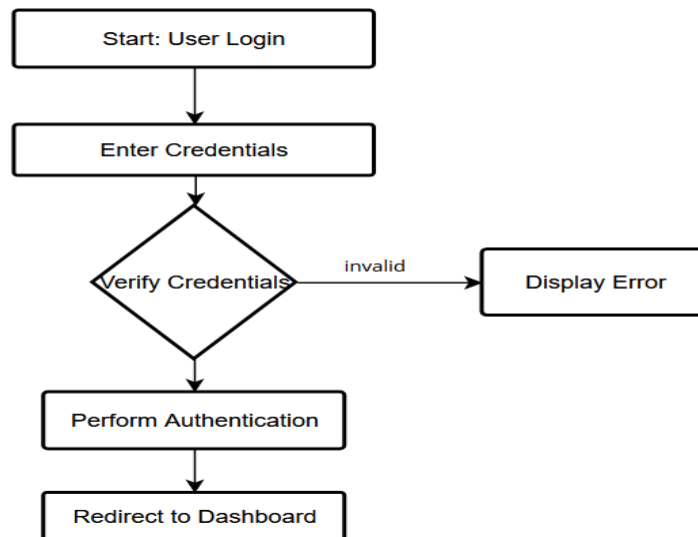 Start: User Login
Enter Credentials
Verify Credentials
invalid
Display Error
Perform Authentication
Redirect to Dashboard